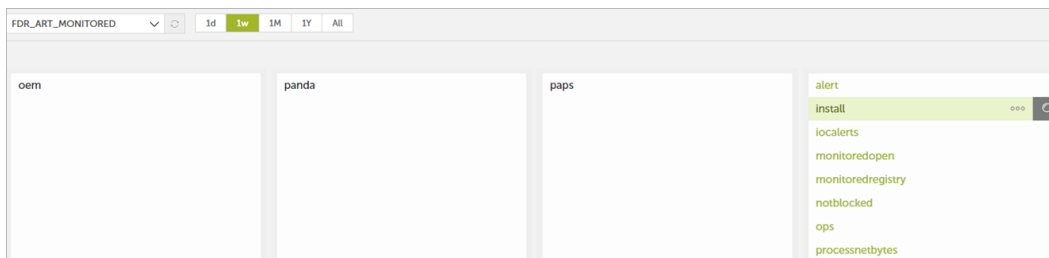 FDR_ART_MONITORED 1d 1w 1M 1Y All
oem
panda
paps
alert
install
iocalerts
monitoredopen
monitoredregistry
notblocked
ops
processnetbytes